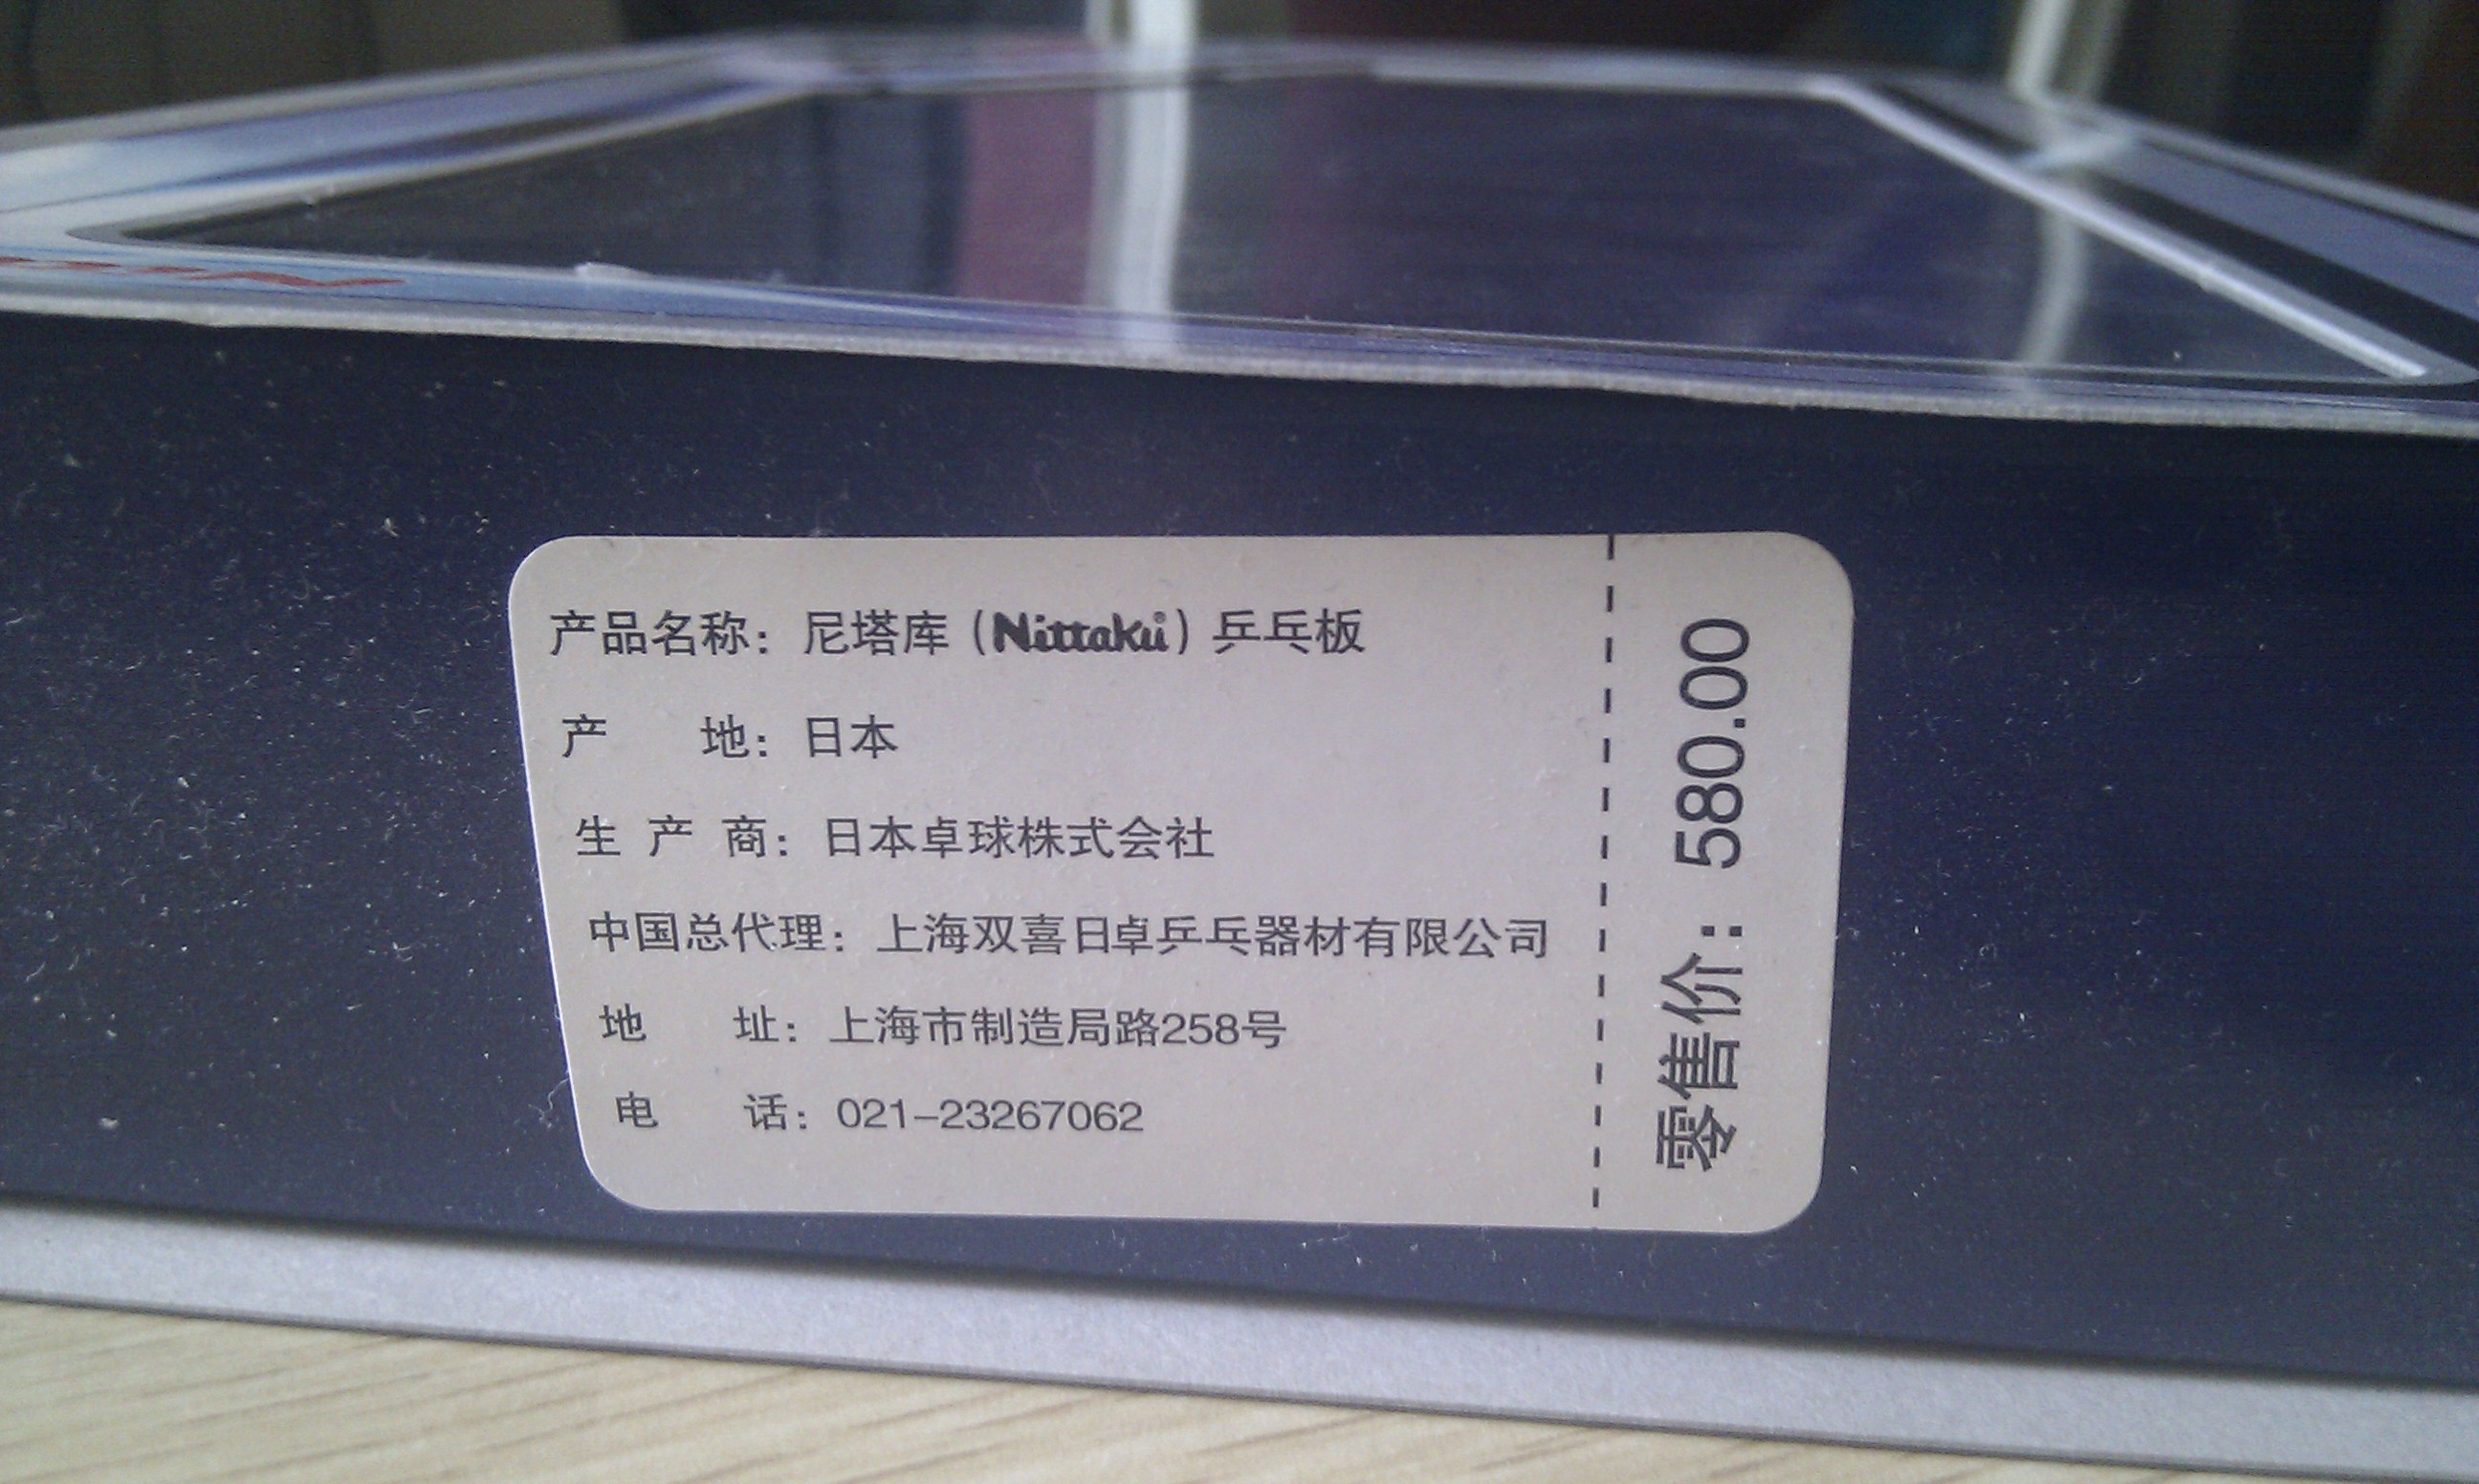 产品名称：尼塔库（Nittaku）乒乓板
产 地：日本
生 产 商：日本卓球株式会社
中国总代理：上海双喜日卓乒乓器材有限公司
地 址：上海市制造局路258号
电 话：021-23267062
零售价：580.00